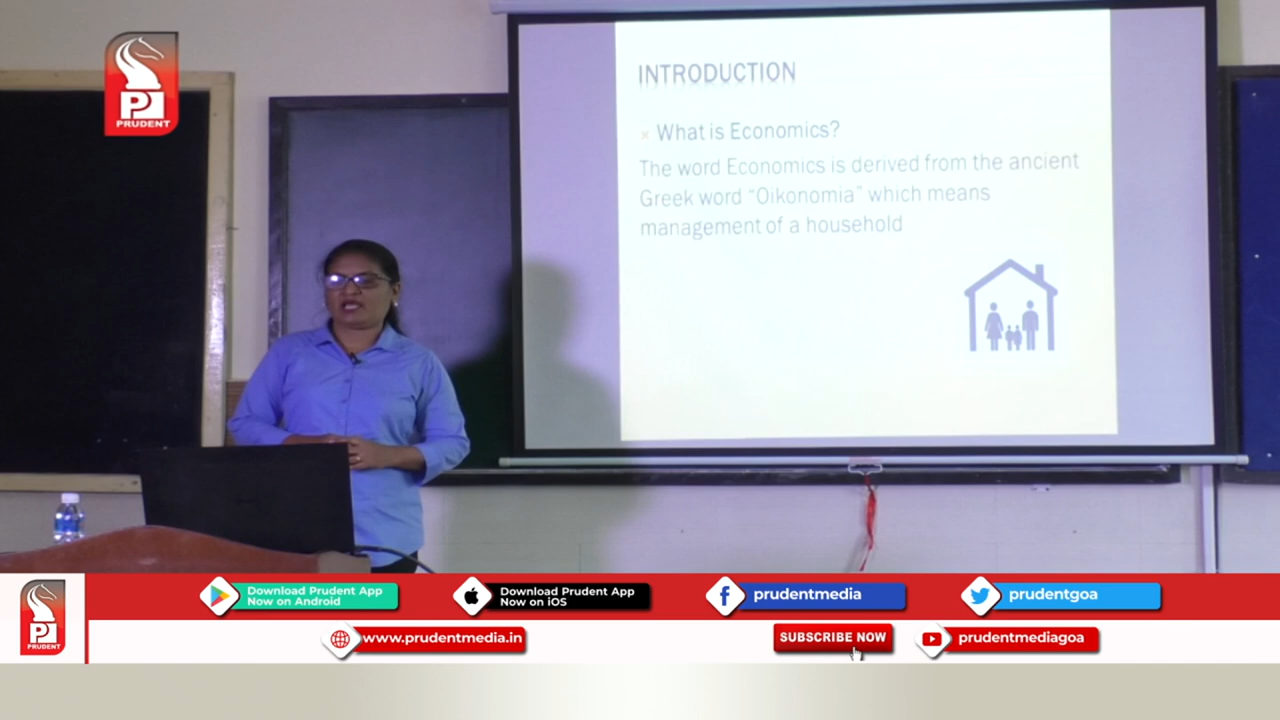 PRUDENT
INTRODUCTION
× What is Economics?
The word Economics is derived from the ancient
Greek word “Oikonomia” which means
management of a household
PRUDENT
Download Prudent App
Now on Android
Download Prudent App
Now on iOS
prudentmedia
prudentgoa
www.prudentmedia.in
SUBSCRIBE NOW
prudentmediagoa